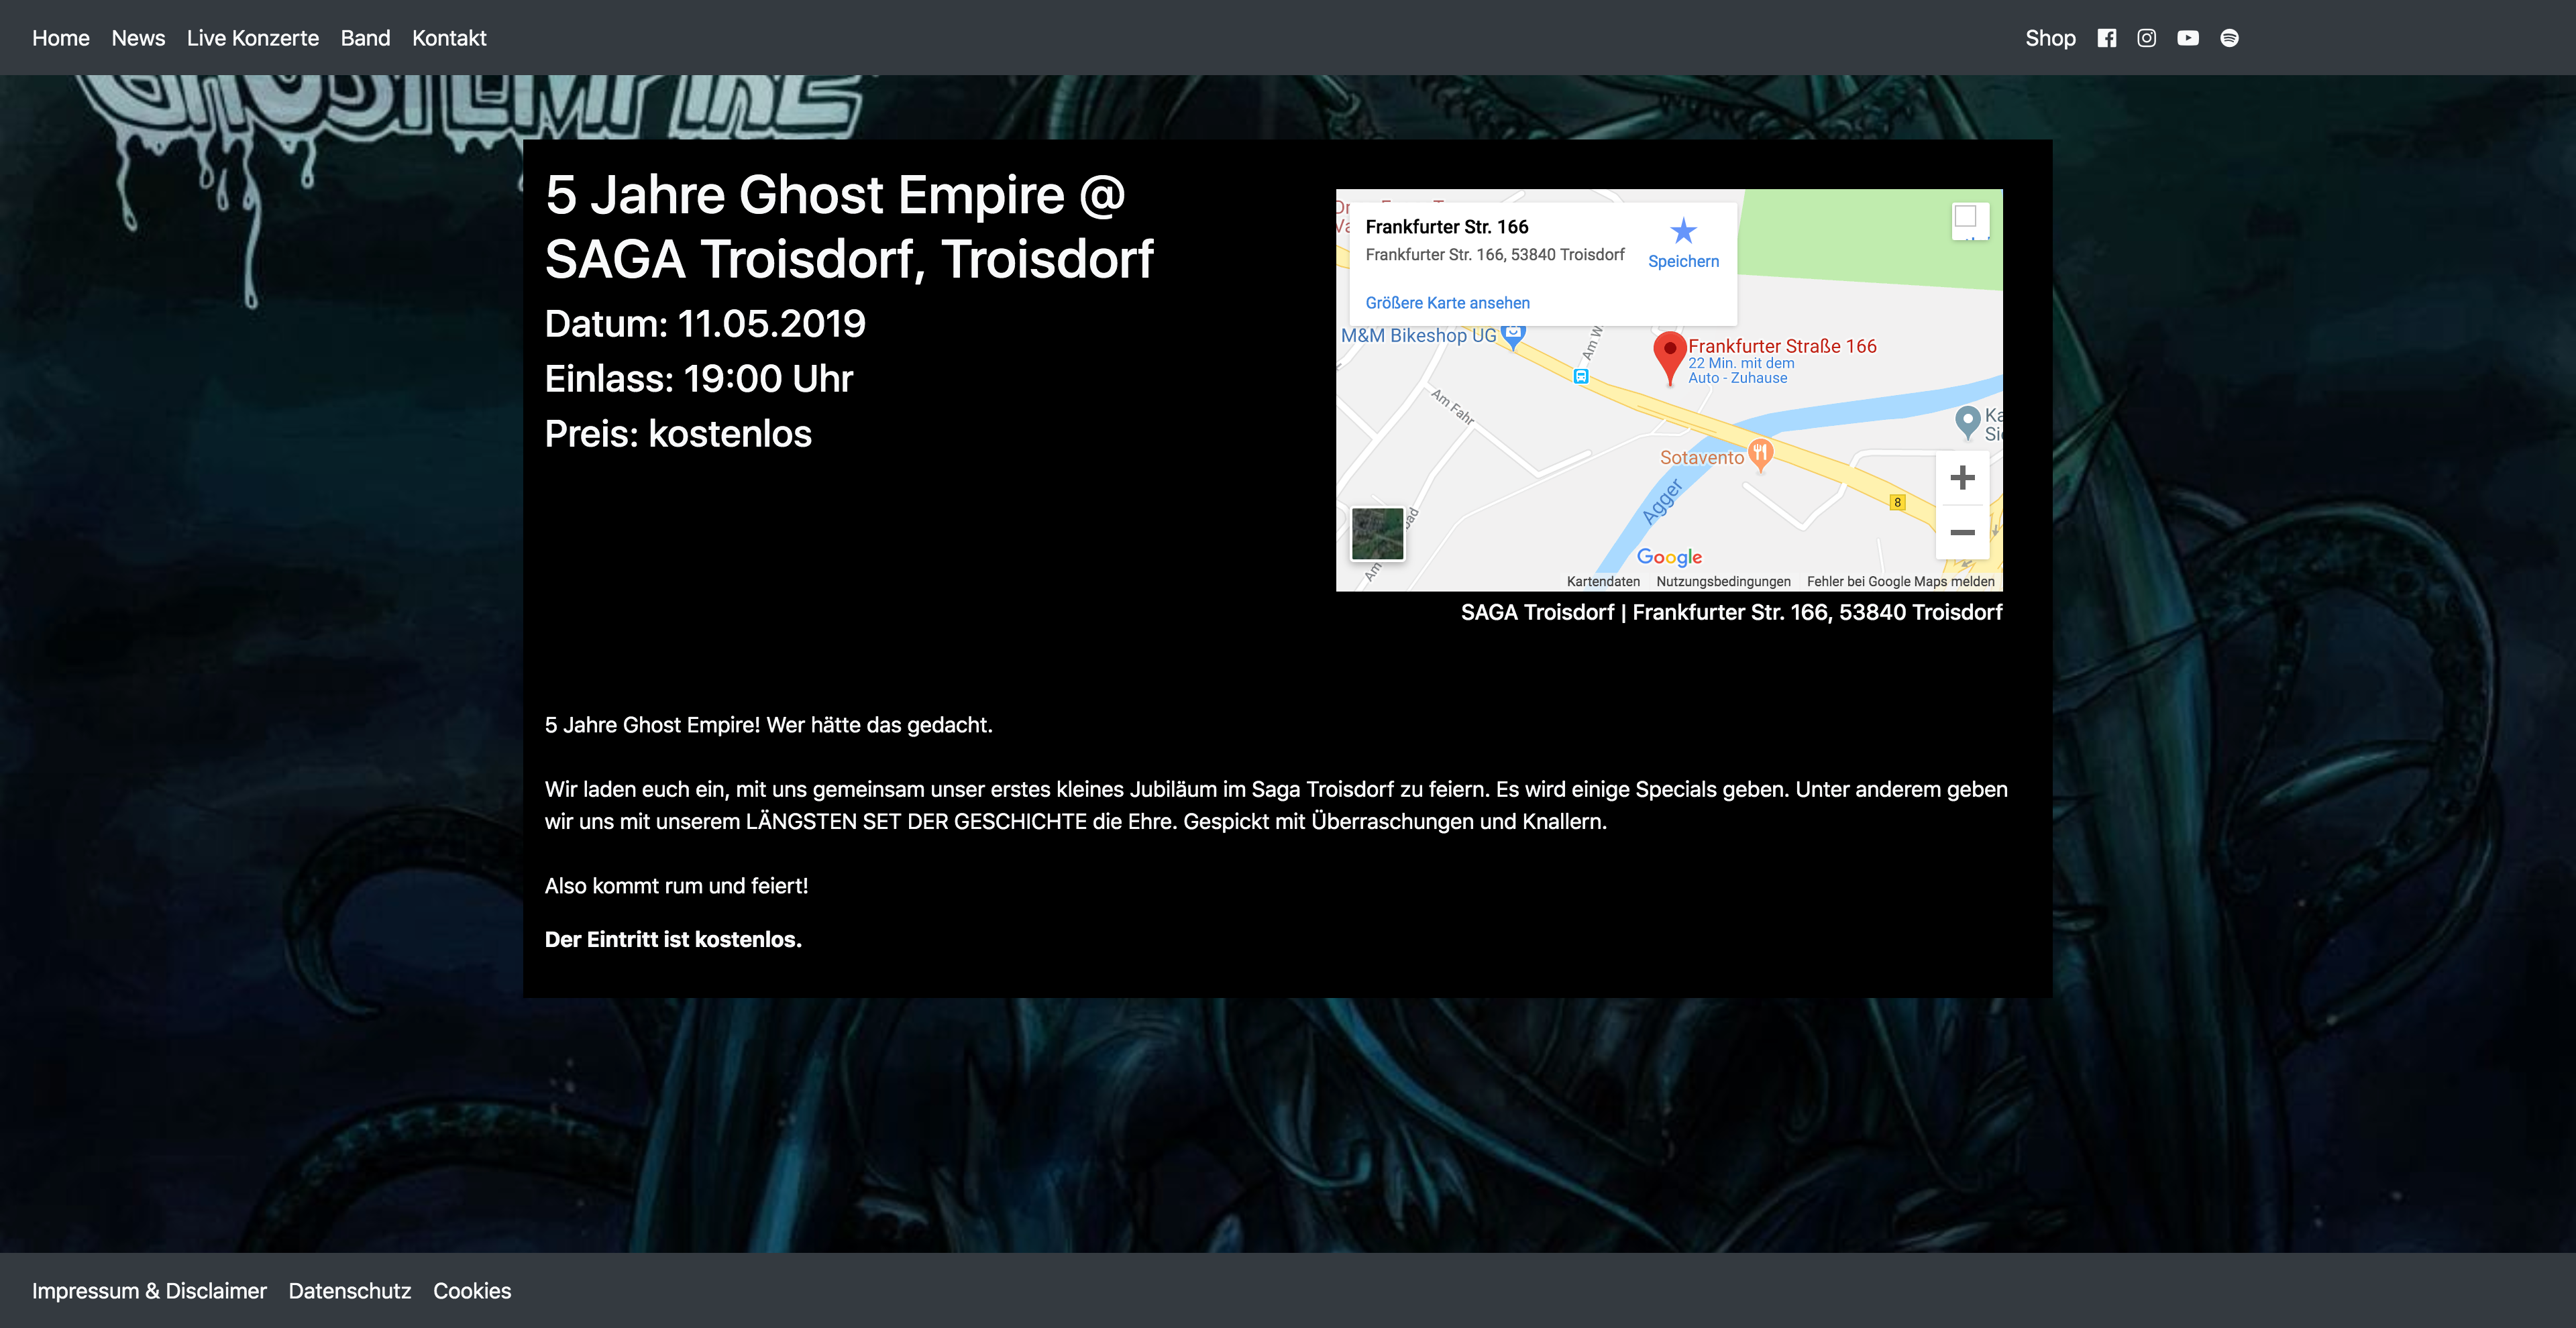 Home News Live Konzerte Band Kontakt Shop
GHOST EMPIRE
5 Jahre Ghost Empire @
SAGA Troisdorf, Troisdorf
Datum: 11.05.2019
Einlass: 19:00 Uhr
Preis: kostenlos
Frankfurter Str. 166
Frankfurter Str. 166, 53840 Troisdorf
Speichern
Größere Karte ansehen
M&M Bikeshop UG
Frankfurter Straße 166
22 Min. mit dem
Auto - Zuhause
Am Fahr
Sotavento
Agger
8
Google
Kartendaten Nutzungsbedingungen Fehler bei Google Maps melden
SAGA Troisdorf | Frankfurter Str. 166, 53840 Troisdorf
5 Jahre Ghost Empire! Wer hätte das gedacht.
Wir laden euch ein, mit uns gemeinsam unser erstes kleines Jubiläum im Saga Troisdorf zu feiern. Es wird einige Specials geben. Unter anderem geben
wir uns mit unserem LÄNGSTEN SET DER GESCHICHTE die Ehre. Gespickt mit Überraschungen und Knallern.
Also kommt rum und feiert!
Der Eintritt ist kostenlos.
Impressum & Disclaimer Datenschutz Cookies